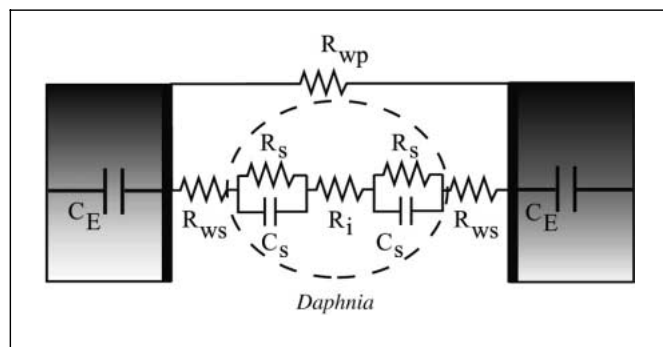 R_wp
R_s R_s
C_E C_E
R_ws C_s R_i C_s R_ws
Daphnia